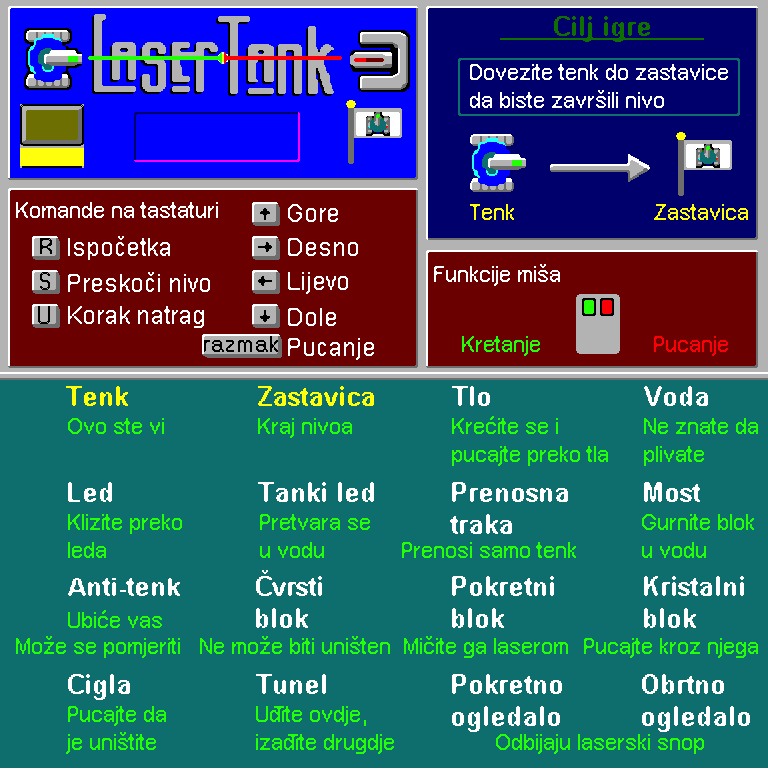 LaserTank
Cilj igre
Dovezite tenk do zastavice
da biste završili nivo
Tenk
Zastavica
Komande na tastaturi
R Ispočetka
S Preskoči nivo
U Korak natrag
Gore
Desno
Lijevo
Dole
razmak Pucanje
Funkcije miša
Kretanje
Pucanje
Tenk
Ovo ste vi
Zastavica
Kraj nivoa
Tlo
Krećite se i
pucajte preko tla
Voda
Ne znate da
plivate
Led
Klizite preko
leda
Tanki led
Pretvara se
u vodu
Prenosna
traka
Prenosi samo tenk
Most
Gurnite blok
u vodu
Anti-tenk
Ubiće vas
Može se pomjeriti
Čvrsti
blok
Ne može biti uništen
Pokretni
blok
Mičite ga laserom
Kristalni
blok
Pucajte kroz njega
Cigla
Pucajte da
je uništite
Tunel
Uđite ovdje,
izađite drugdje
Pokretno
ogledalo
Obrtno
ogledalo
Odbijaju laserski snop